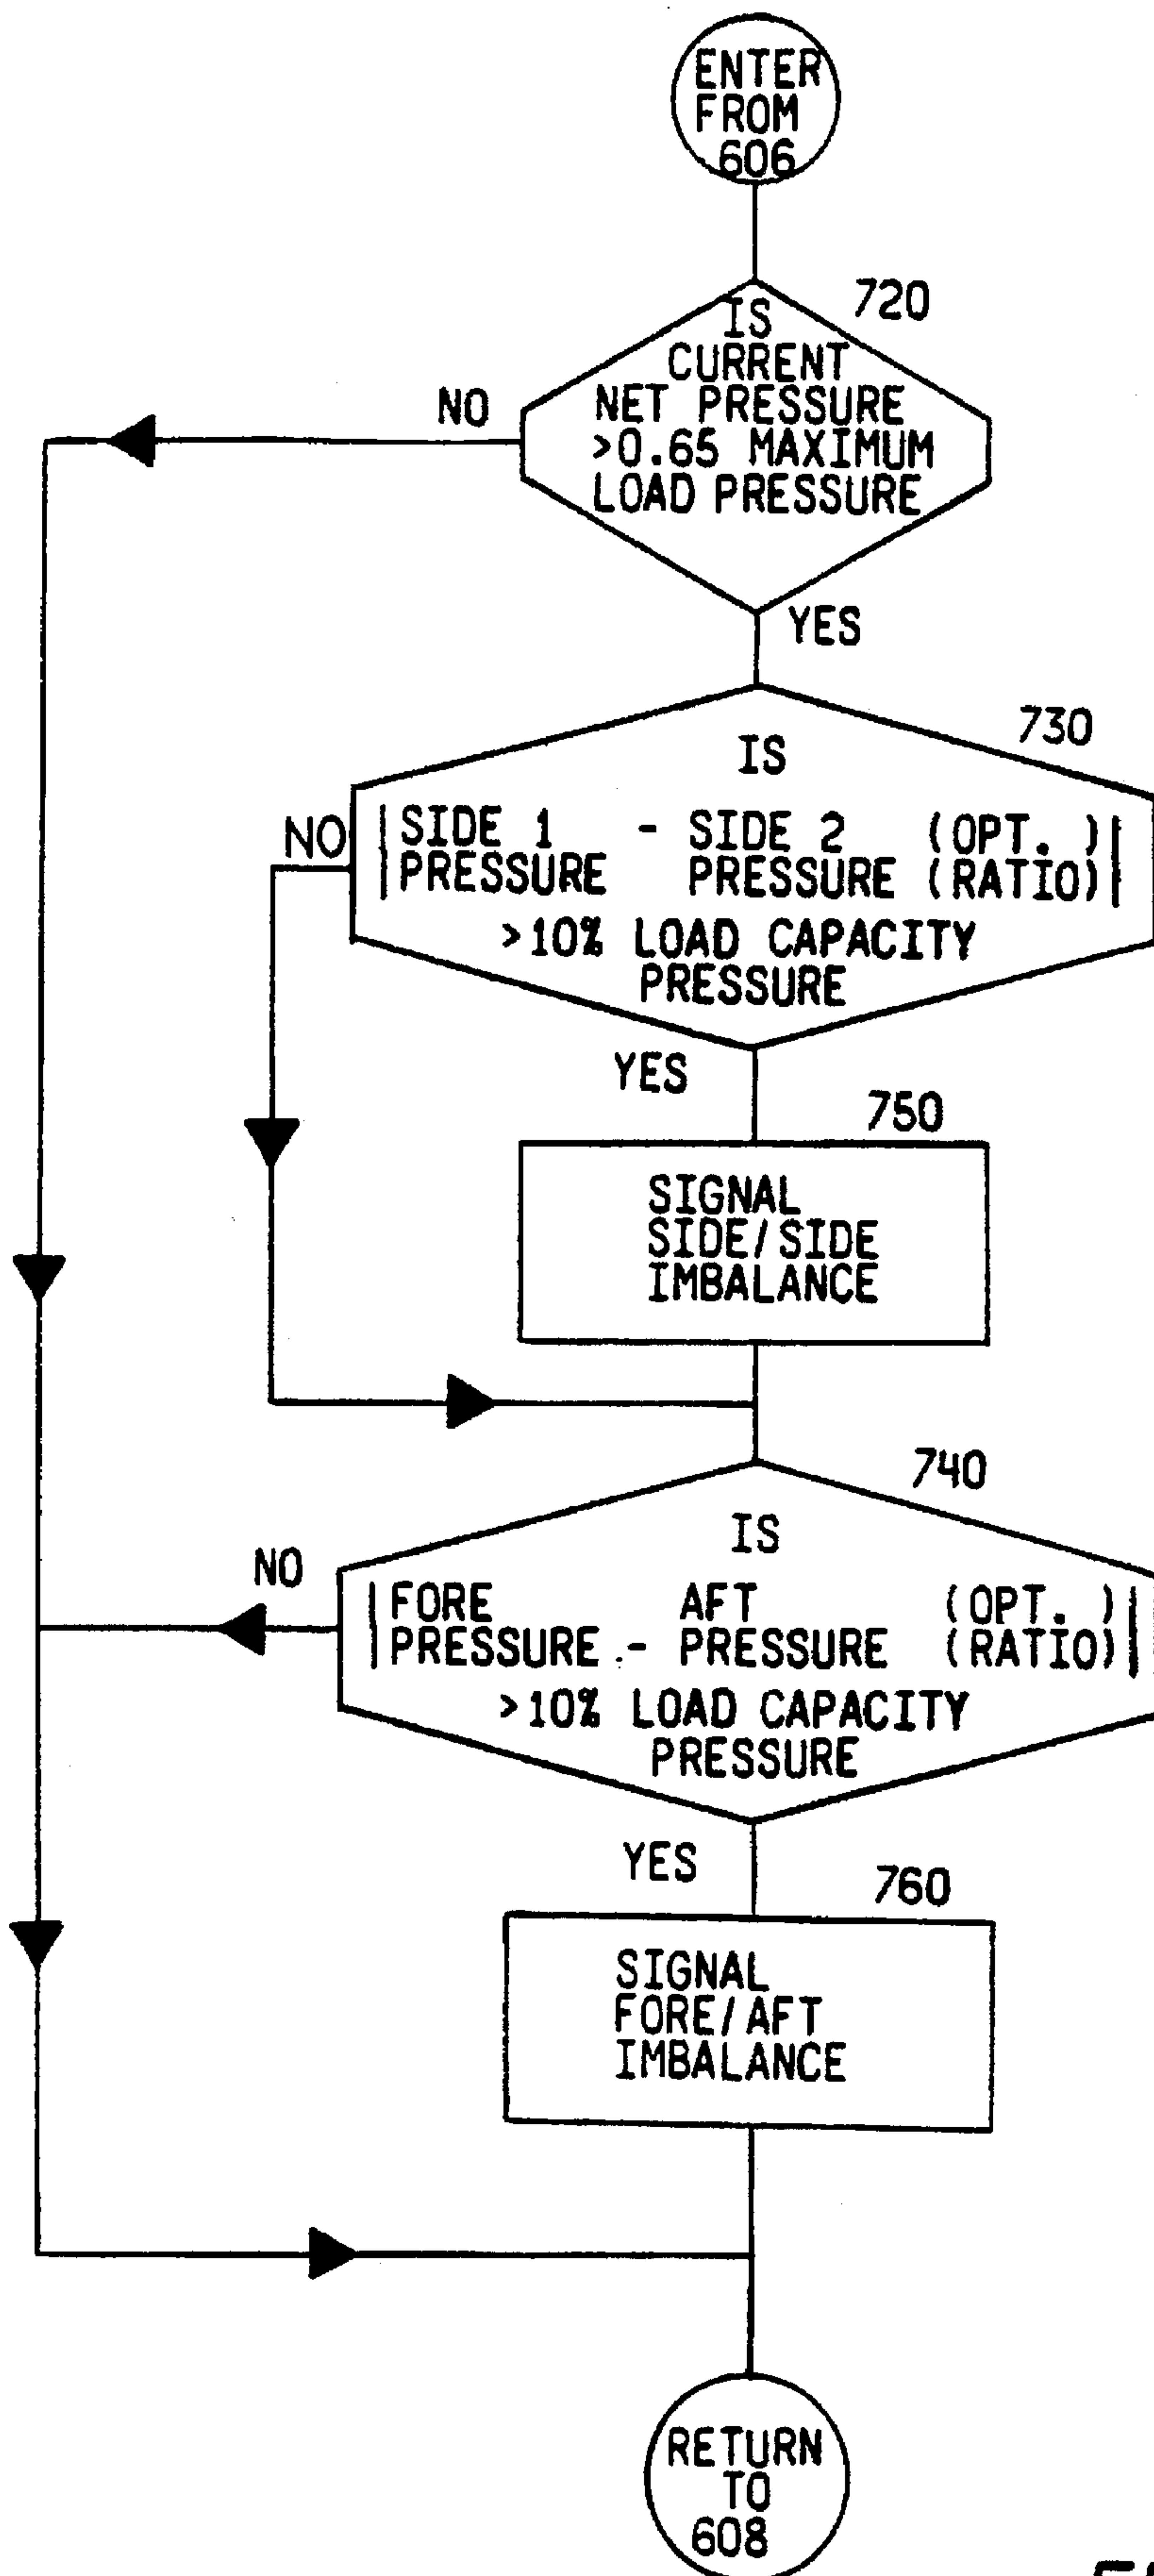 ENTER
FROM
606
720
IS
CURRENT
NET PRESSURE
>0.65 MAXIMUM
LOAD PRESSURE
NO
YES
730
IS
NO
|SIDE 1 - SIDE 2 (OPT. )|
|PRESSURE PRESSURE (RATIO)|
>10% LOAD CAPACITY
PRESSURE
YES
750
SIGNAL
SIDE/SIDE
IMBALANCE
740
IS
NO
|FORE AFT (OPT. )|
|PRESSURE - PRESSURE (RATIO)|
>10% LOAD CAPACITY
PRESSURE
YES
760
SIGNAL
FORE/AFT
IMBALANCE
RETURN
TO
608